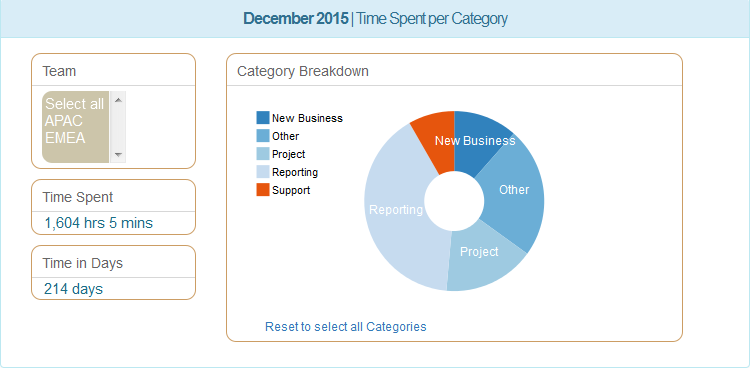 December 2015 | Time Spent per Category
Team
Select all
APAC
EMEA
Time Spent
1,604 hrs 5 mins
Time in Days
214 days
Category Breakdown
New Business
Other
Project
Reporting
Support
New Business
Other
Project
Reporting
Reset to select all Categories